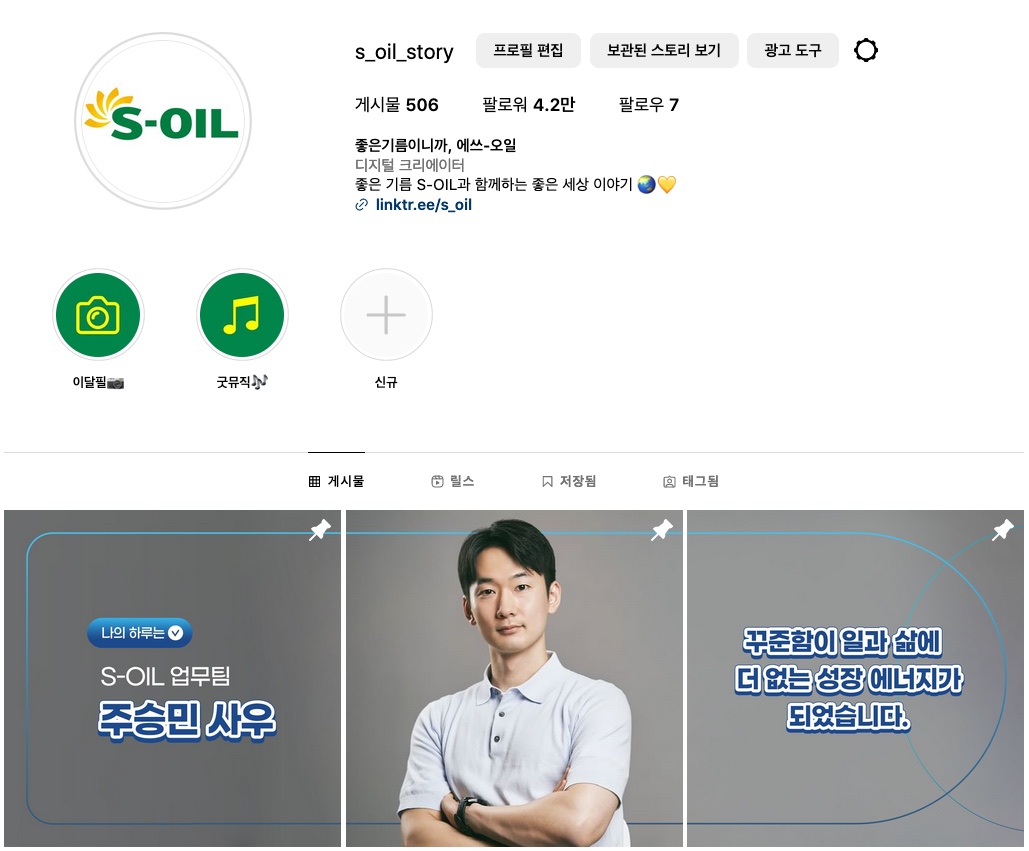 S-OIL
s_oil_story 프로필 편집 보관된 스토리 보기 광고 도구
게시물 506 팔로워 4.2만 팔로우 7
좋은기름이니까, 에쓰-오일
디지털 크리에이터
좋은 기름 S-OIL과 함께하는 좋은 세상 이야기 🌏💛
linktr.ee/s_oil
이달필📷 굿뮤직🎶 신규
게시물 릴스 저장됨 태그됨
나의 하루는
S-OIL 업무팀
주승민 사우
꾸준함이 일과 삶에
더 없는 성장 에너지가
되었습니다.